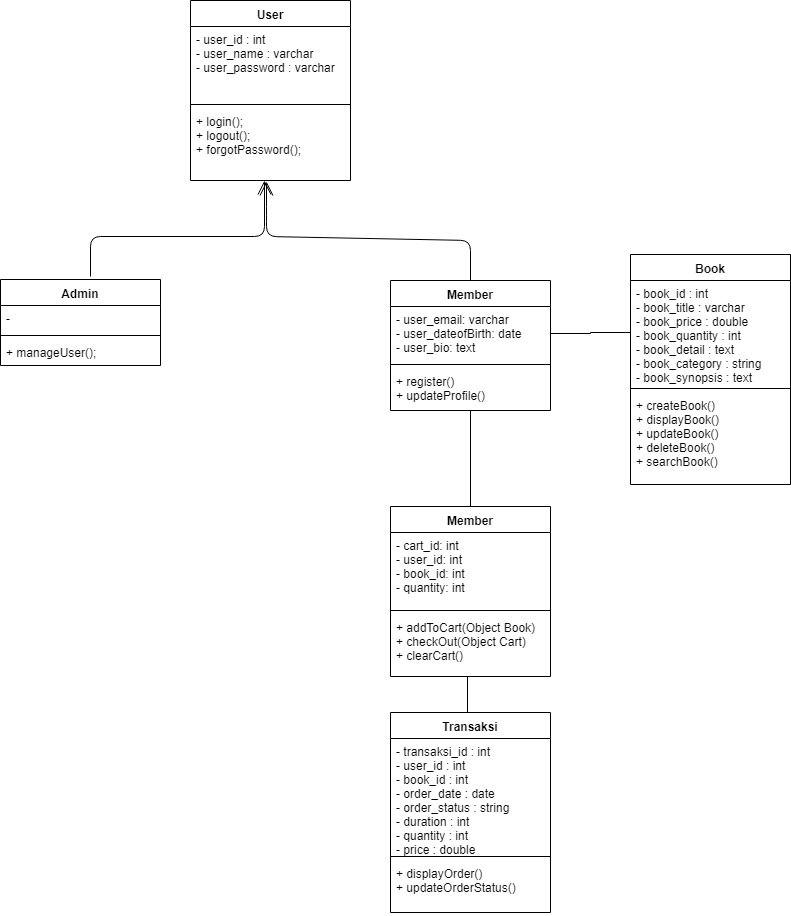 User
- user_id : int
- user_name : varchar
- user_password : varchar
+ login();
+ logout();
+ forgotPassword();
Admin
-
+ manageUser();
Member
- user_email: varchar
- user_dateofBirth: date
- user_bio: text
+ register()
+ updateProfile()
Book
- book_id : int
- book_title : varchar
- book_price : double
- book_quantity : int
- book_detail : text
- book_category : string
- book_synopsis : text
+ createBook()
+ displayBook()
+ updateBook()
+ deleteBook()
+ searchBook()
Member
- cart_id: int
- user_id: int
- book_id: int
- quantity: int
+ addToCart(Object Book)
+ checkOut(Object Cart)
+ clearCart()
Transaksi
- transaksi_id : int
- user_id : int
- book_id : int
- order_date : date
- order_status : string
- duration : int
- quantity : int
- price : double
+ displayOrder()
+ updateOrderStatus()